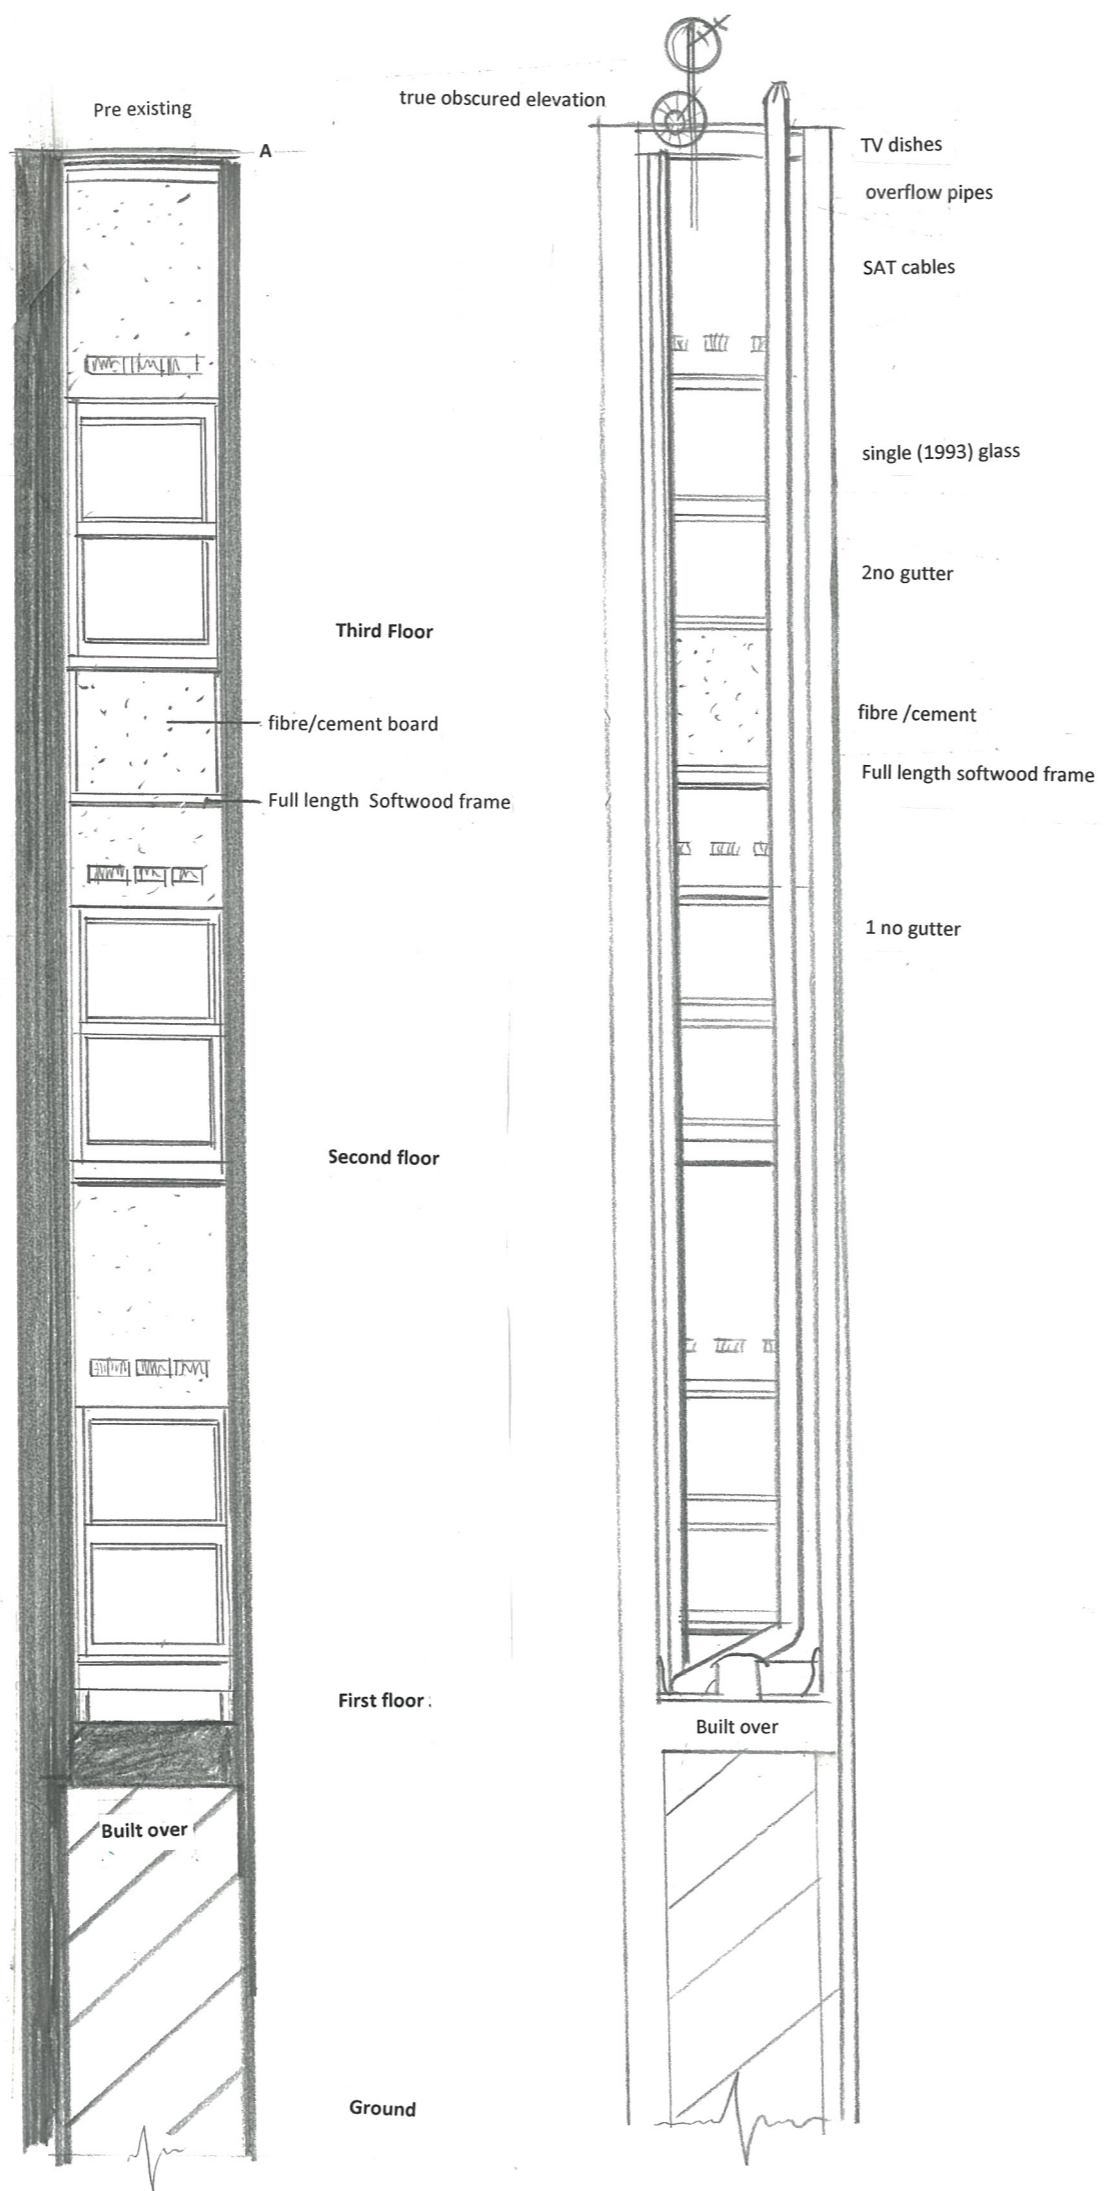 Pre existing
true obscured elevation
A
TV dishes
overflow pipes
SAT cables
single (1993) glass
2no gutter
Third Floor
fibre/cement board
fibre /cement
Full length Softwood frame
Full length softwood frame
1 no gutter
Second floor
First floor :
Built over
Built over
Ground